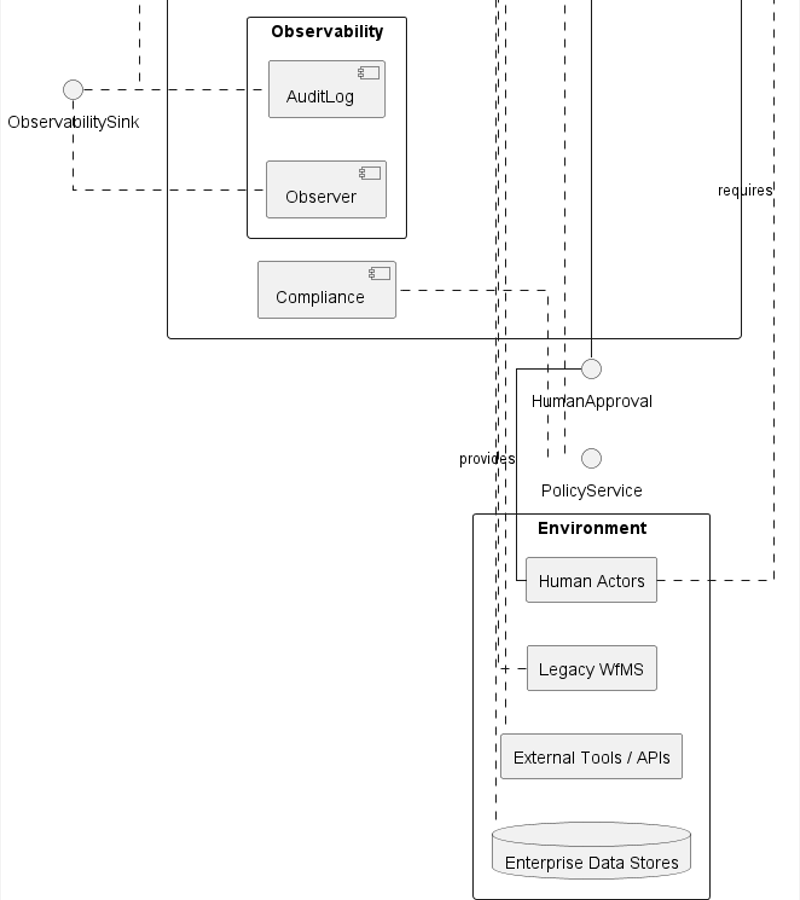 Observability
AuditLog
ObservabilitySink
requires
Observer
Compliance
HumanApproval
provides
PolicyService
Environment
Human Actors
Legacy WfMS
External Tools / APIs
Enterprise Data Stores